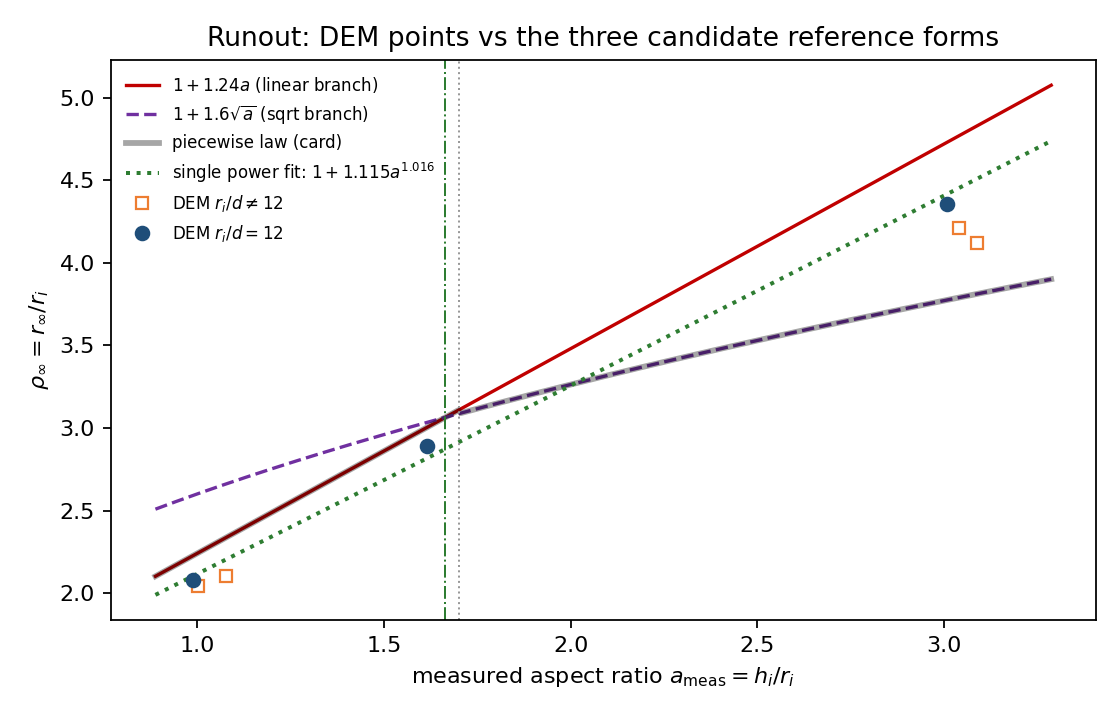 Runout: DEM points vs the three candidate reference forms
1 + 1.24a (linear branch)
1 + 1.6√a (sqrt branch)
piecewise law (card)
single power fit: 1 + 1.115a^1.016
DEM r_i/d ≠ 12
DEM r_i/d = 12
ρ_∞ = r_∞/r_i
5.0
4.5
4.0
3.5
3.0
2.5
2.0
1.0 1.5 2.0 2.5 3.0
measured aspect ratio a_meas = h_i/r_i